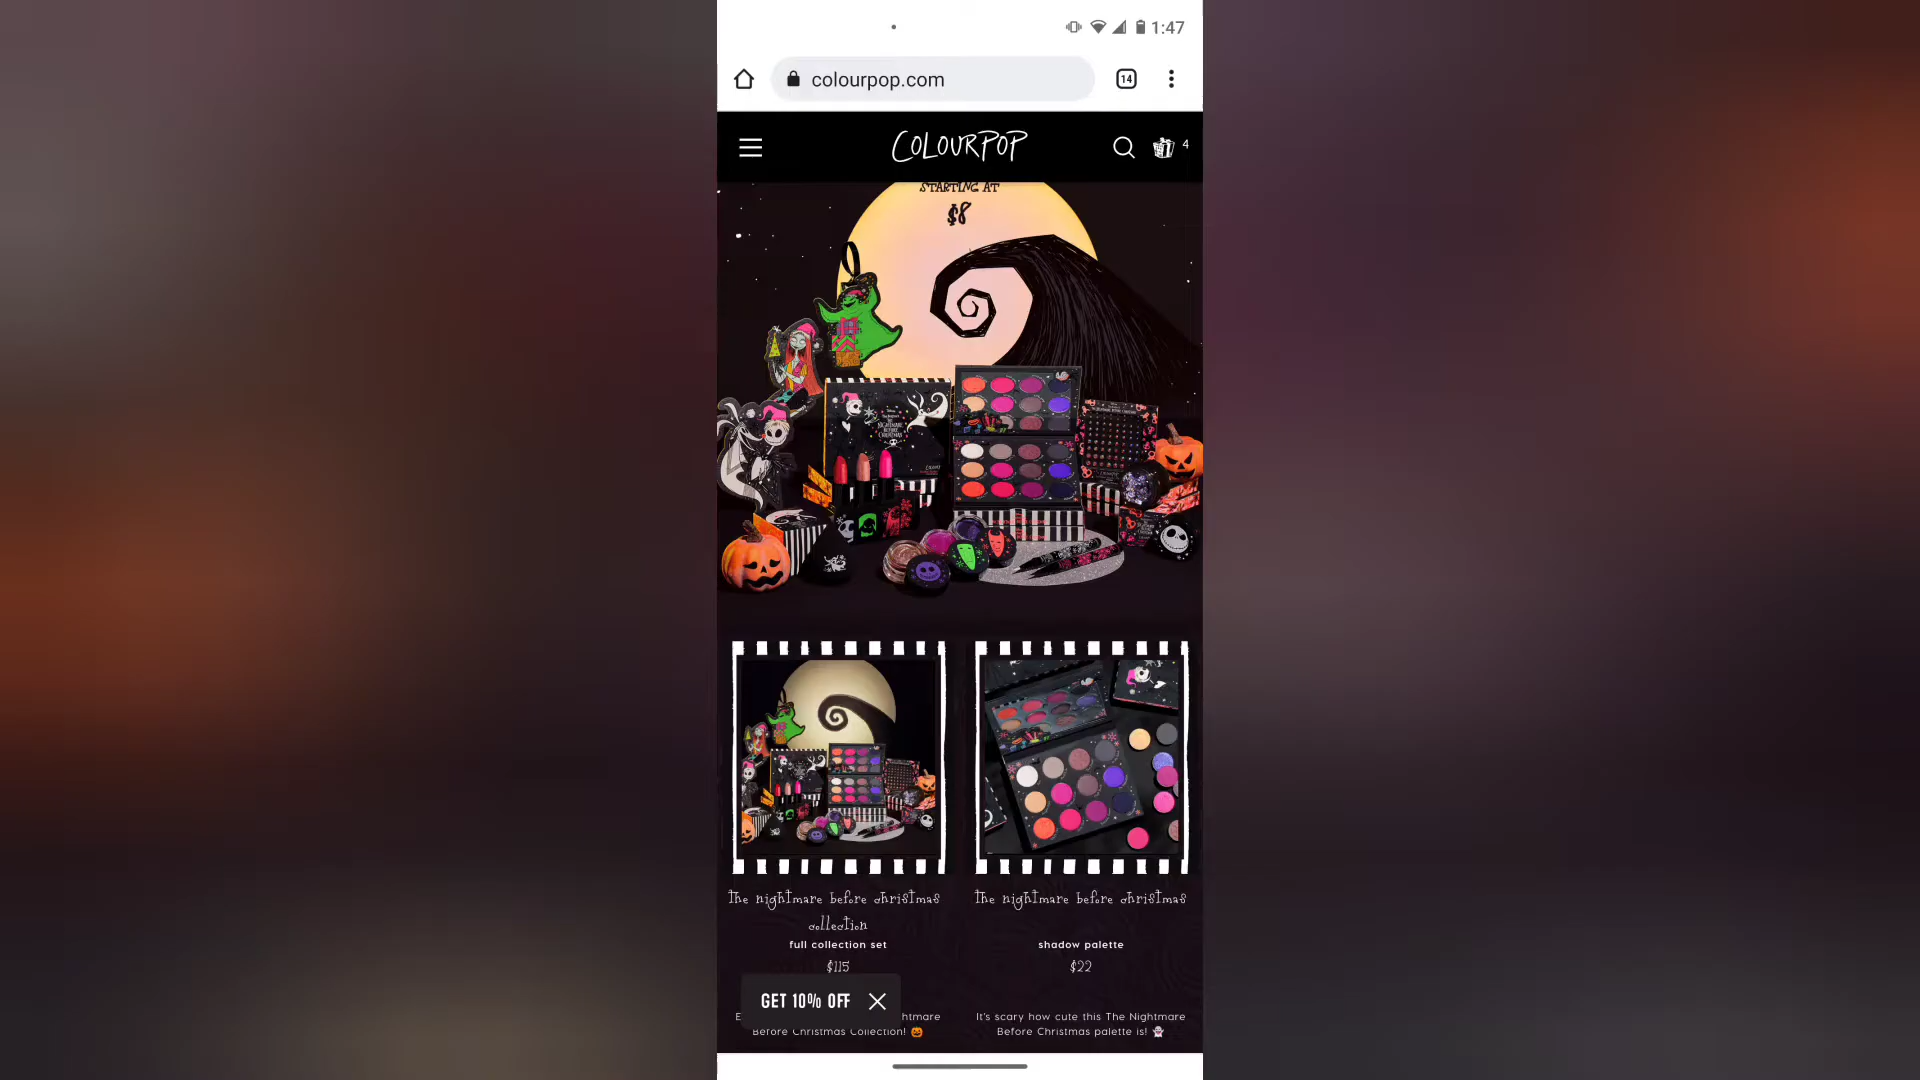 1:47
colourpop.com
14
COLOURPOP
4
STARTING AT
$8
the nightmare before christmas
collection
full collection set
$115
the nightmare before christmas
shadow palette
$22
GET 10% OFF
Before Christmas Collection! 🎃
It's scary how cute this The Nightmare
Before Christmas palette is! 👻